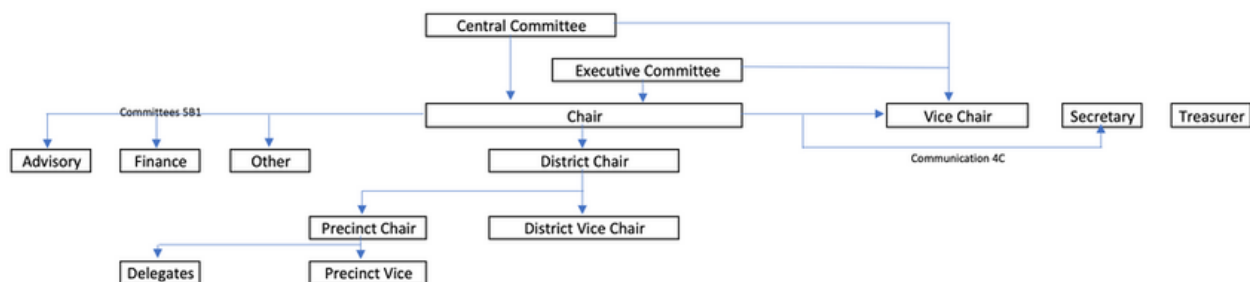 Central Committee
Executive Committee
Committees 5B1
Chair
Vice Chair
Secretary
Treasurer
Advisory
Finance
Other
District Chair
Communication 4C
Precinct Chair
District Vice Chair
Delegates
Precinct Vice